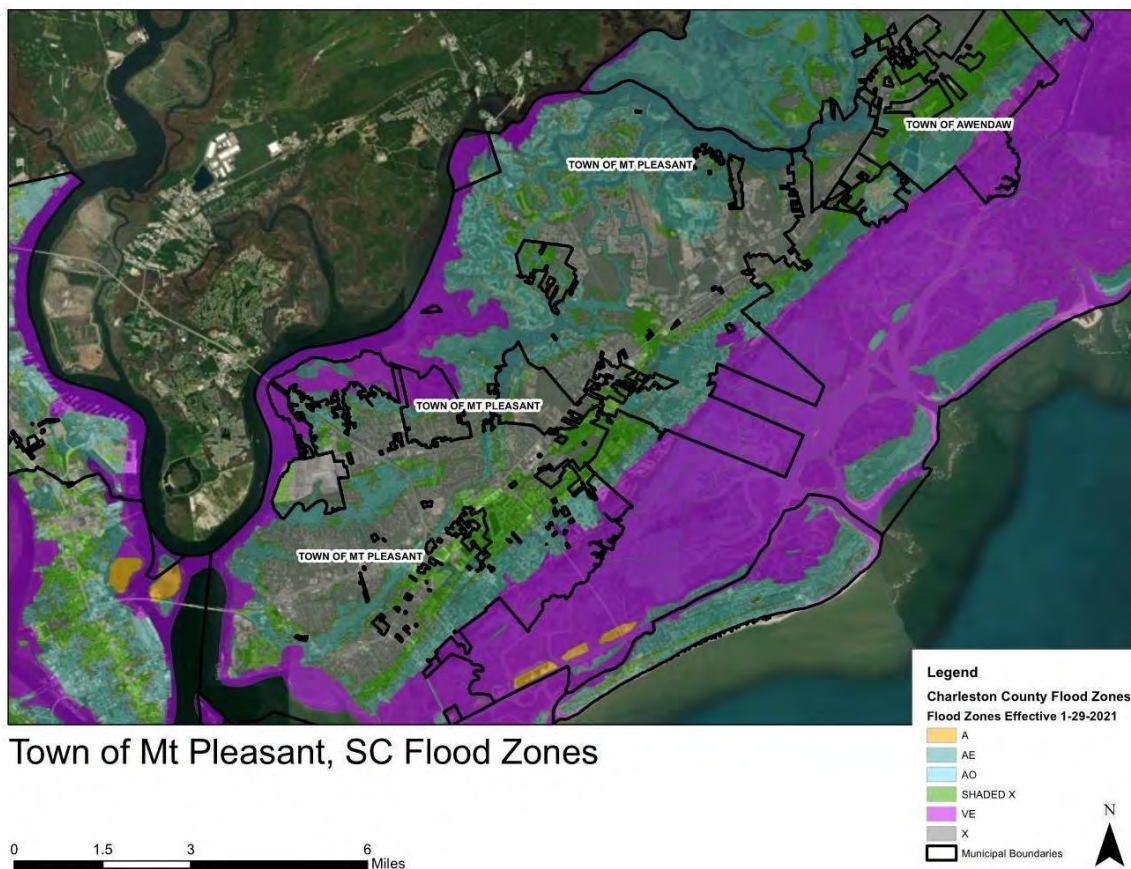 TOWN OF AWENDAW
TOWN OF MT PLEASANT
TOWN OF MT PLEASANT
TOWN OF MT PLEASANT
Legend
Charleston County Flood Zones
Flood Zones Effective 1-29-2021
A
AE
AO
SHADED X
VE
X
Municipal Boundaries
N
Town of Mt Pleasant, SC Flood Zones
0 1.5 3 6
Miles